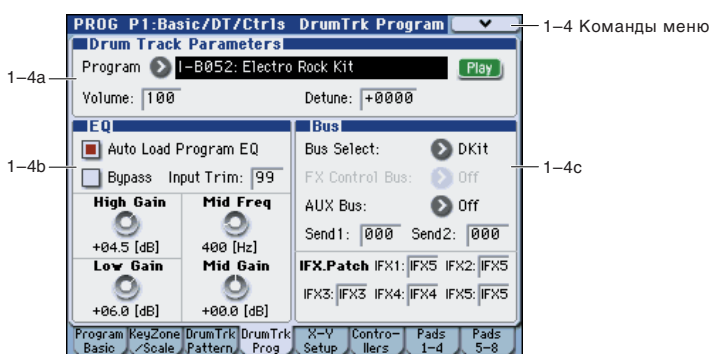 PROG P1:Basic/DT/Ctrls DrumTrk Program
1–4 Команды меню
Drum Track Parameters
1–4a
Program I-B052: Electro Rock Kit Play
Volume: 100 Detune: +0000
EQ Bus
1–4b
Auto Load Program EQ Bus Select: DKit
1–4c
Bypass Input Trim: 99 FX Control Bus: Off
High Gain Mid Freq AUX Bus: Off
+04.5 [dB] 400 [Hz] Send1: 000 Send2: 000
Low Gain Mid Gain IFX.Patch IFX1: IFX5 IFX2: IFX5
+06.0 [dB] +00.0 [dB] IFX3: IFX3 IFX4: IFX4 IFX5: IFX5
Program Basic KeyZone /Scale DrumTrk Pattern DrumTrk Prog X-Y Setup Contro- llers Pads 1-4 Pads 5-8